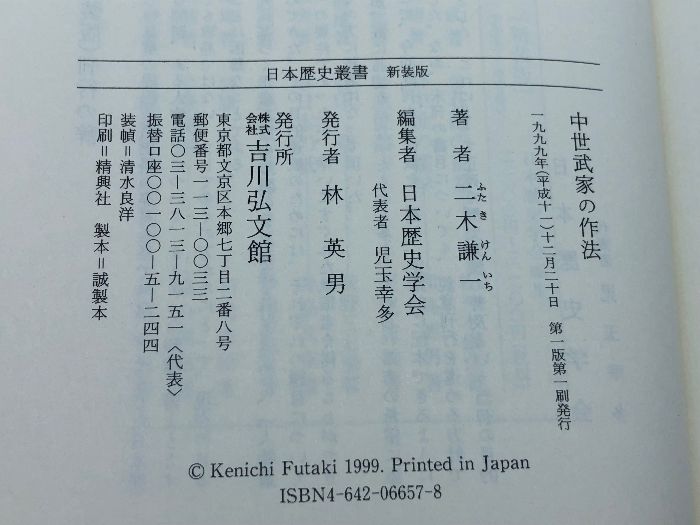 日本歴史叢書 新装版
中世武家の作法
一九九九年(平成十一)十二月二十日 第一版第一刷発行
著者 二木謙一
ふたきけんいち
編集者 日本歴史学会
代表者 児玉幸多
発行者 林英男
発行所
株式会社 吉川弘文館
東京都文京区本郷七丁目二番八号
郵便番号一一三―〇〇三三
電話〇三―三八一三―九一五一〈代表〉
振替口座〇〇一〇〇―五―二四四
装幀=清水良洋
印刷=精興社 製本=誠製本
© Kenichi Futaki 1999. Printed in Japan
ISBN4-642-06657-8